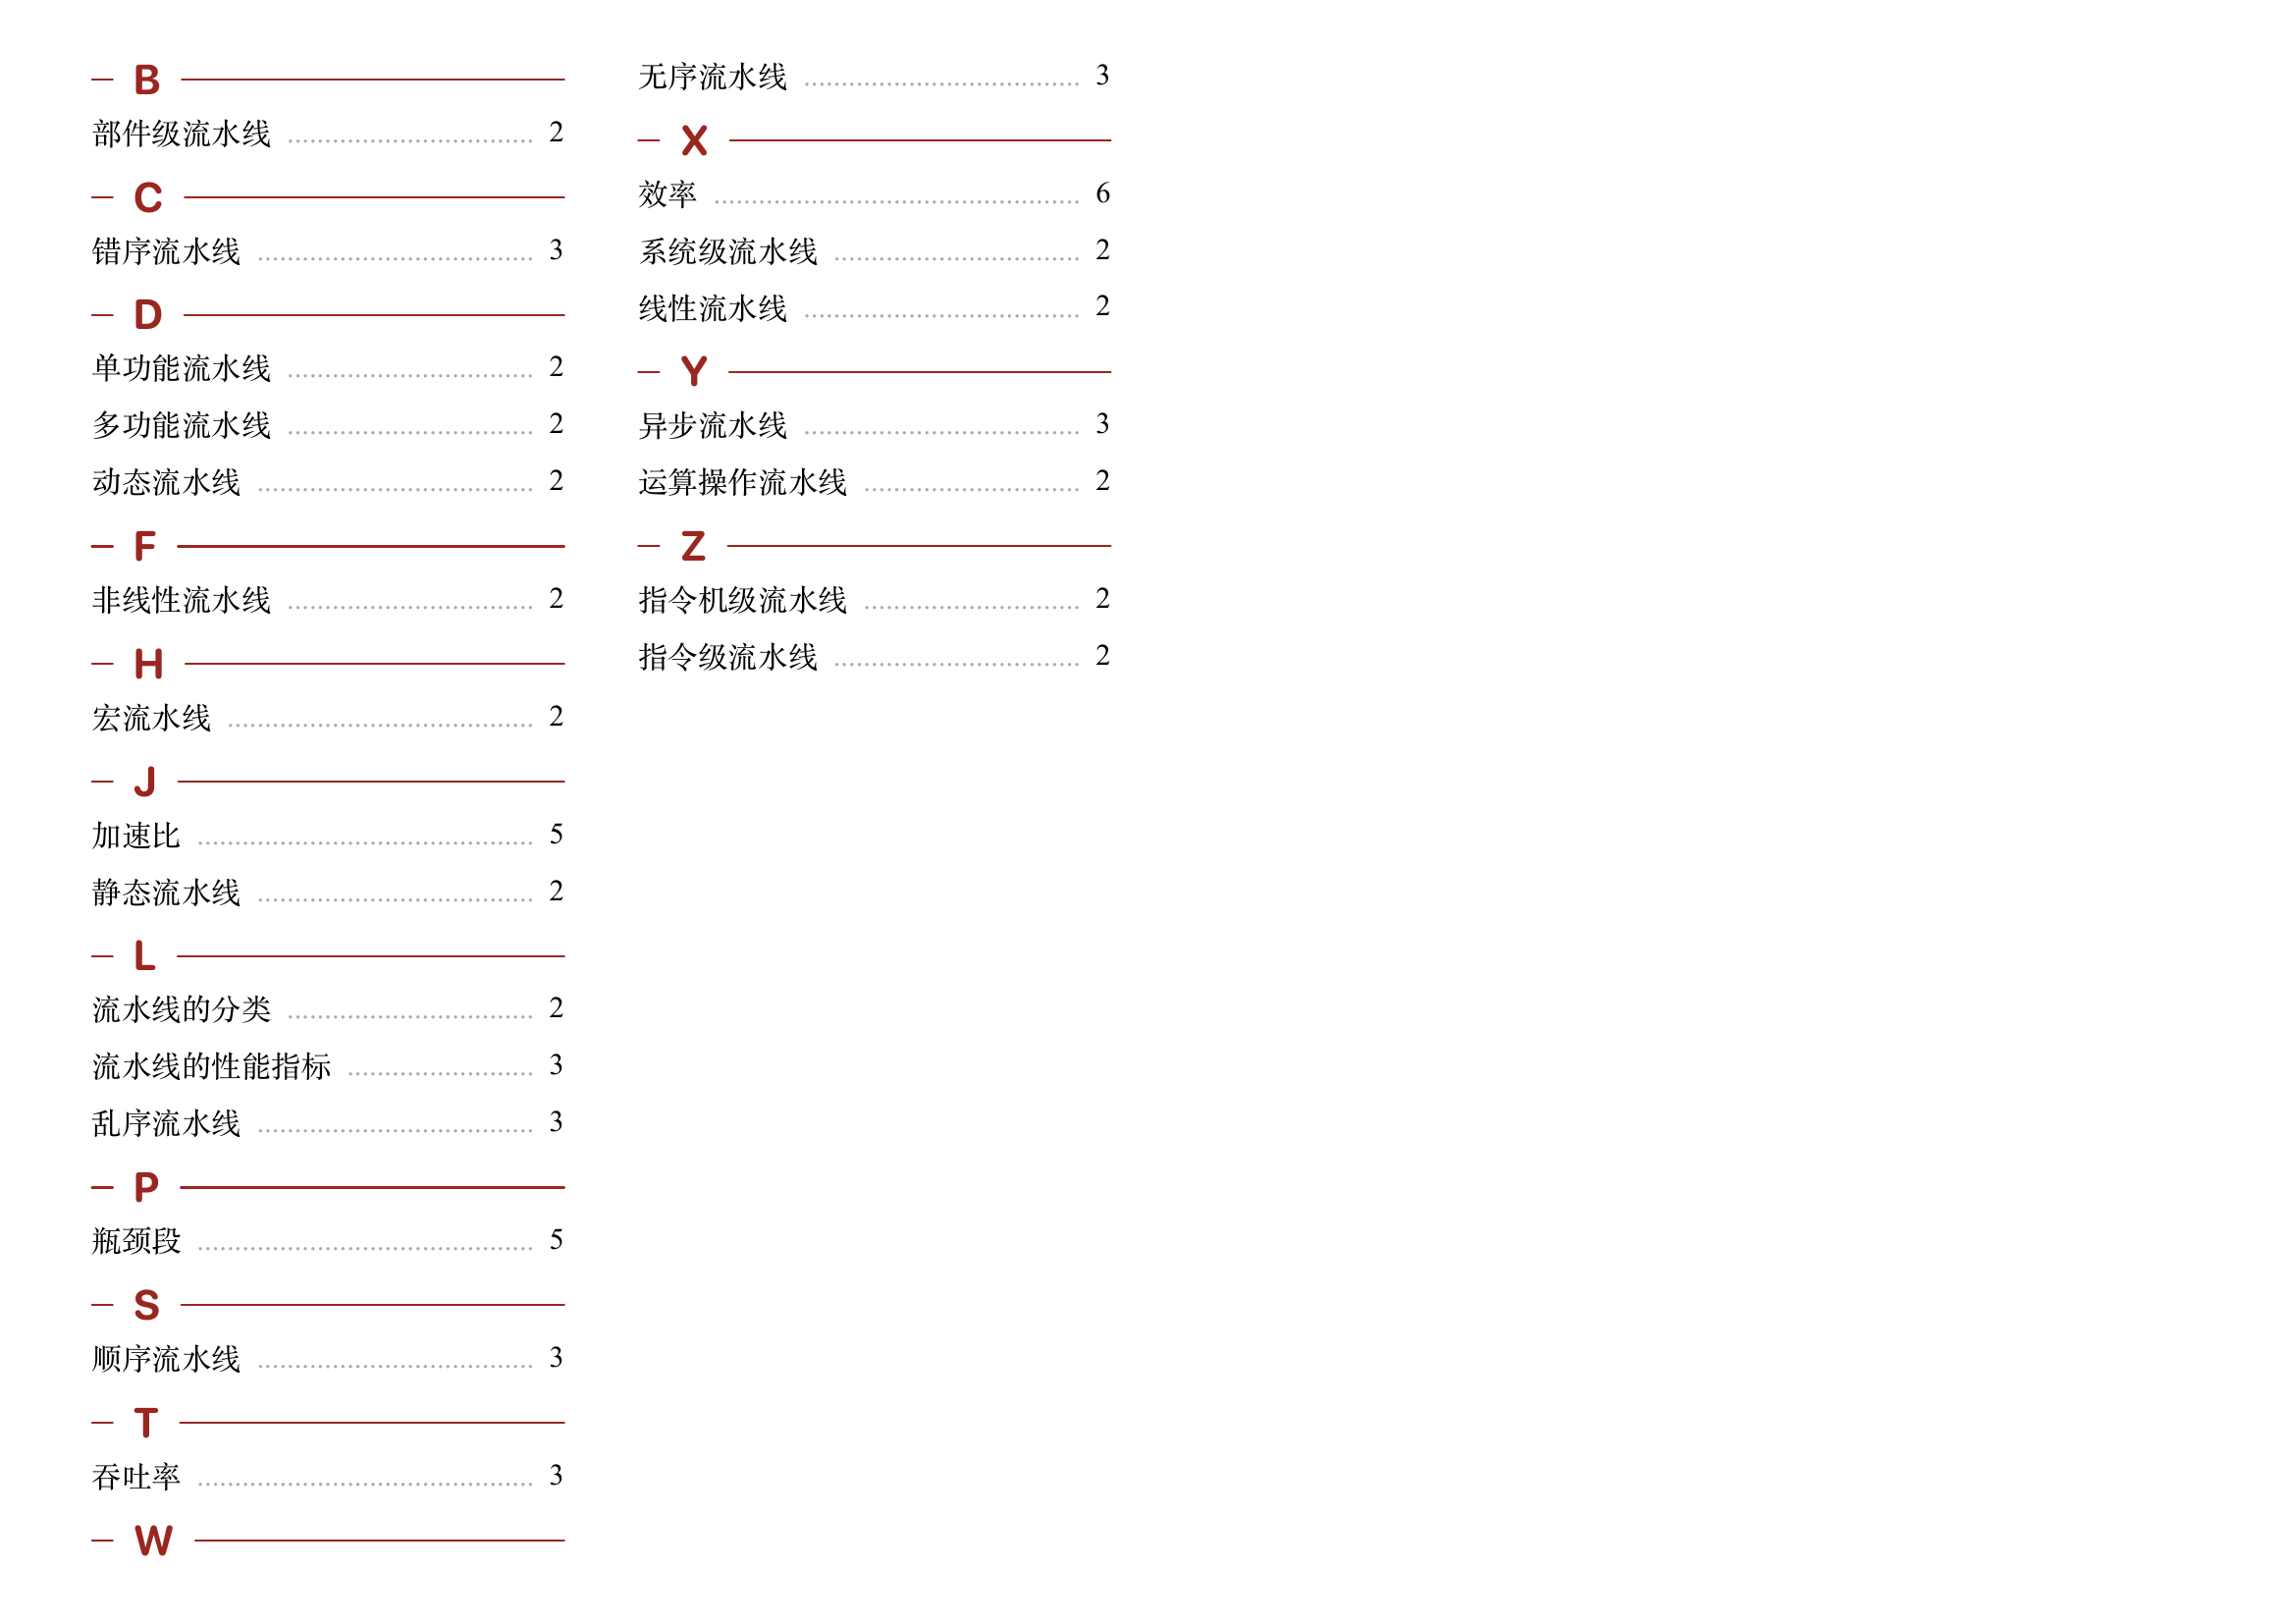 B
部件级流水线 2
C
错序流水线 3
D
单功能流水线 2
多功能流水线 2
动态流水线 2
F
非线性流水线 2
H
宏流水线 2
J
加速比 5
静态流水线 2
L
流水线的分类 2
流水线的性能指标 3
乱序流水线 3
P
瓶颈段 5
S
顺序流水线 3
T
吞吐率 3
W
无序流水线 3
X
效率 6
系统级流水线 2
线性流水线 2
Y
异步流水线 3
运算操作流水线 2
Z
指令机级流水线 2
指令级流水线 2